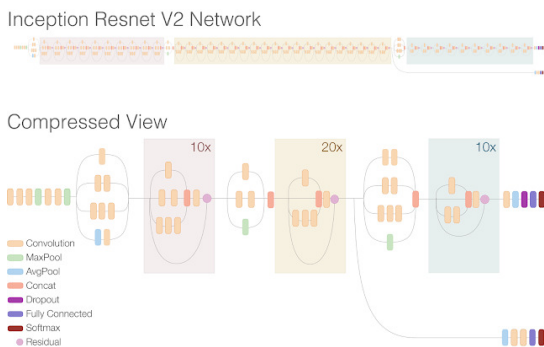 Inception Resnet V2 Network
Compressed View
10x
20x
10x
Convolution
MaxPool
AvgPool
Concat
Dropout
Fully Connected
Softmax
Residual